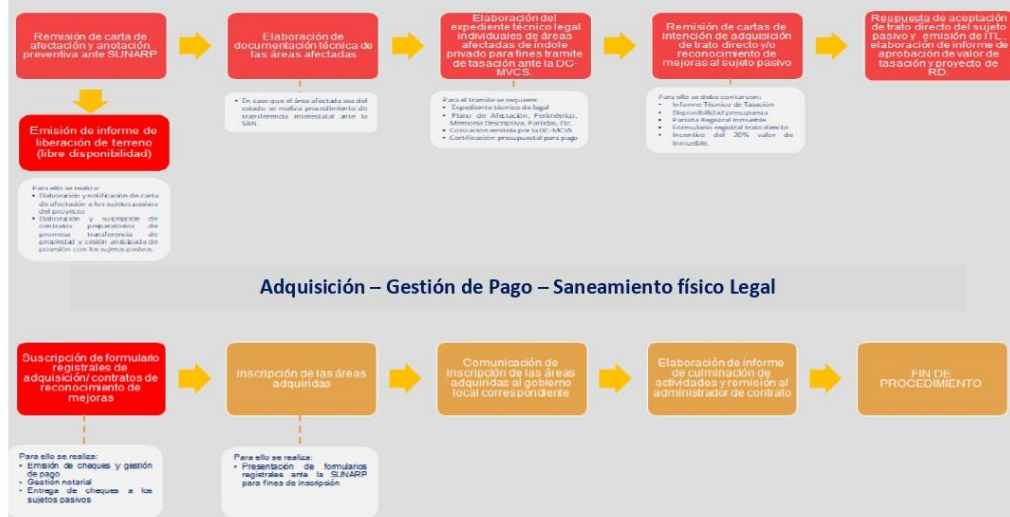 Remisión de carta de
afectación y anotación
preventiva ante SUNARP
Elaboración de
documentación técnica de
las áreas afectadas
Elaboración del
expediente técnico legal
individuales de áreas
afectadas de índole
privado para fines tramite
de tasación ante la DC-
MVCS.
Remisión de cartas de
intención de adquisición
de trato directo y/o
reconocimiento de
mejoras al sujeto pasivo
Respuesta de aceptación
de trato directo del sujeto
pasivo y emisión de ITL,
elaboración de informe de
aprobación de valor de
tasación y proyecto de
RD.
Emisión de informe de
liberación de terreno
(libre disponibilidad)
• En caso que el área afectada sea del
estado se realiza procedimiento de
transferencia interestatal ante la
SBN.
Para el tramite se requiere:
• Expediente técnico de legal
• Plano de Afectación, Perimétrico,
Memoria Descriptiva, Partidas, Etc.
• Cotización emitida por la DC-MCVS
• Certificación presupuestal para pago
Para ello se debe contar con:
• Informe Técnico de Tasación
• Disponibilidad presupuesta
• Partida Registral Inmueble
• Formulario registral trato directo
• Incentivo del 20% valor de
inmueble.
Para ello se realiza:
• Elaboración y notificación de carta
de afectación a los sujetos pasivos
del proyecto
• Elaboración y suscripción de
contratos preparatorios de
promesa transferencia de
propiedad y cesión anticipada de
posesión con los sujetos pasivos.
Adquisición – Gestión de Pago – Saneamiento físico Legal
Suscripción de formulario
registrales de
adquisición/ contratos de
reconocimiento de
mejoras
Inscripción de las áreas
adquiridas
Comunicación de
Inscripción de las áreas
adquiridas al gobierno
local correspondiente
Elaboración de informe
de culminación de
actividades y remisión al
administrador de contrato
FIN DE
PROCEDIMIENTO
Para ello se realiza:
• Emisión de cheques y gestión
de pago
• Gestión notarial
• Entrega de cheques a los
sujetos pasivos
Para ello se realiza:
• Presentación de formularios
registrales ante la SUNARP
para fines de inscripción